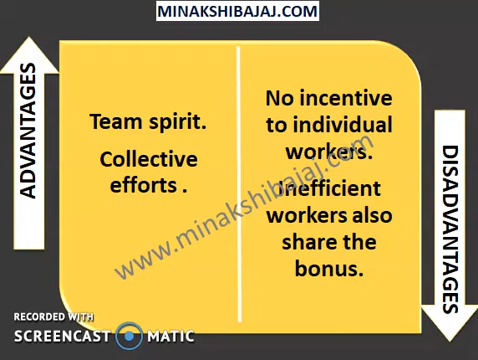 MINAKSHIBAJAJ.COM
ADVANTAGES
Team spirit.
Collective
efforts .
No incentive
to individual
workers.
Inefficient
workers also
share the
bonus.
DISADVANTAGES
www.minakshibajaj.com
RECORDED WITH
SCREENCAST MATIC